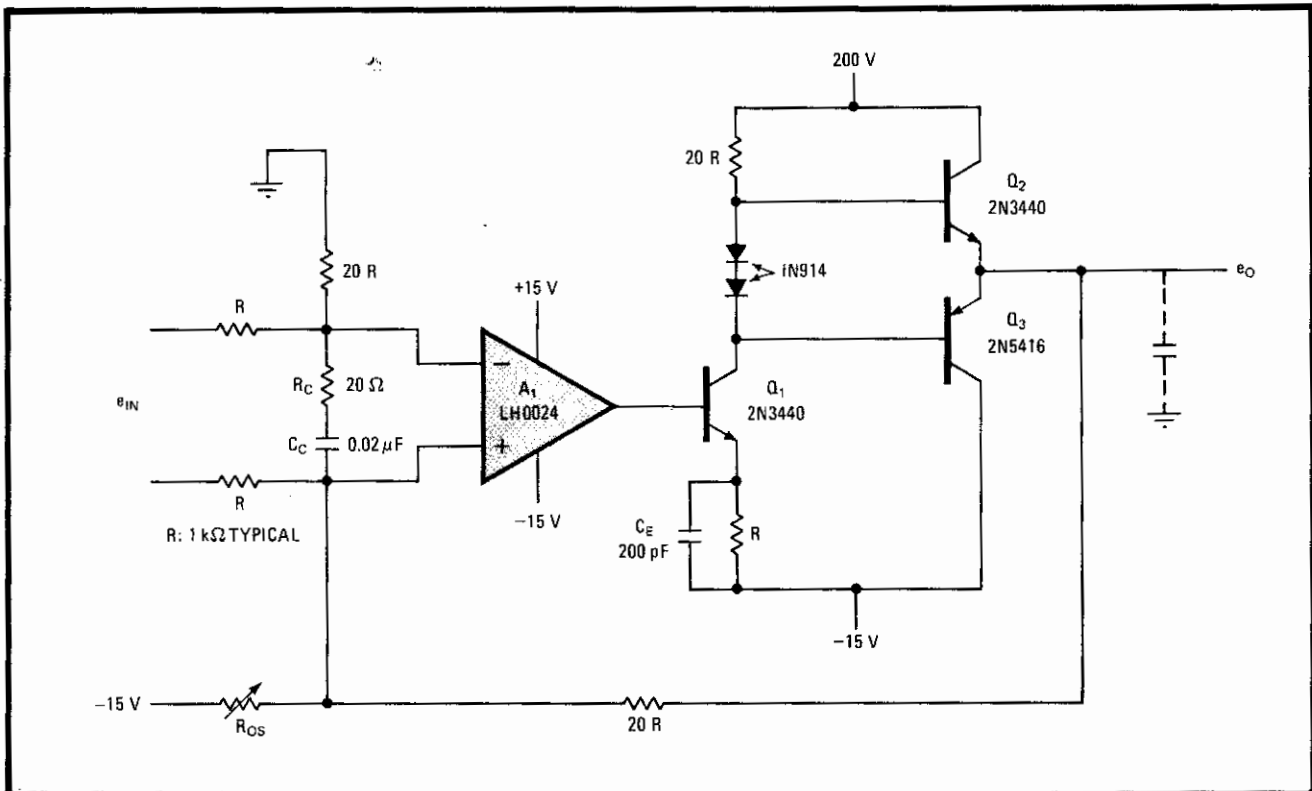 200 V
20 R
Q2
2N3440
20 R
iN914
eO
+15 V
R
Q3
2N5416
RC 20 Ω
A1
LH0024
Q1
2N3440
eIN
CC 0.02 μF
R
-15 V
R: 1 kΩ TYPICAL
CE
200 pF
R
-15 V
-15 V
ROS
20 R